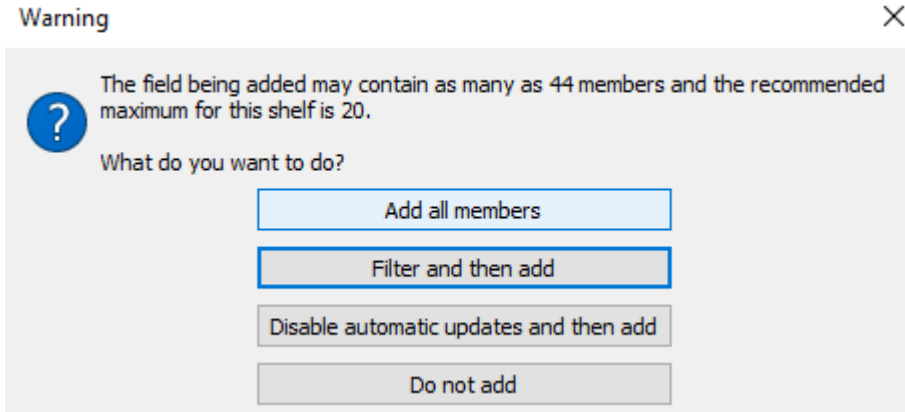 Warning
The field being added may contain as many as 44 members and the recommended
maximum for this shelf is 20.
What do you want to do?
Add all members
Filter and then add
Disable automatic updates and then add
Do not add